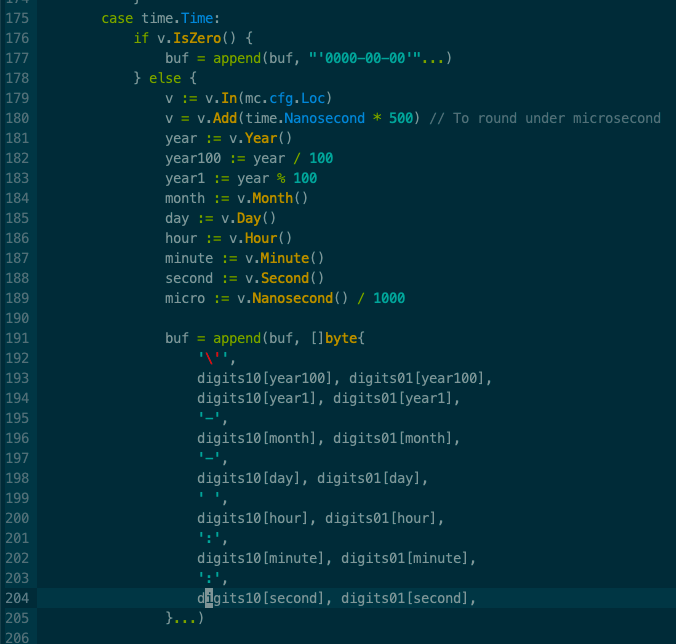 174         }
175         case time.Time:
176             if v.IsZero() {
177                 buf = append(buf, "'0000-00-00'"...)
178             } else {
179                 v := v.In(mc.cfg.Loc)
180                 v = v.Add(time.Nanosecond * 500) // To round under microsecond
181                 year := v.Year()
182                 year100 := year / 100
183                 year1 := year % 100
184                 month := v.Month()
185                 day := v.Day()
186                 hour := v.Hour()
187                 minute := v.Minute()
188                 second := v.Second()
189                 micro := v.Nanosecond() / 1000
190
191                 buf = append(buf, []byte{
192                     '\'',
193                     digits10[year100], digits01[year100],
194                     digits10[year1], digits01[year1],
195                     '-',
196                     digits10[month], digits01[month],
197                     '-',
198                     digits10[day], digits01[day],
199                     ' ',
200                     digits10[hour], digits01[hour],
201                     ':',
202                     digits10[minute], digits01[minute],
203                     ':',
204                     digits10[second], digits01[second],
205                 }...)
206